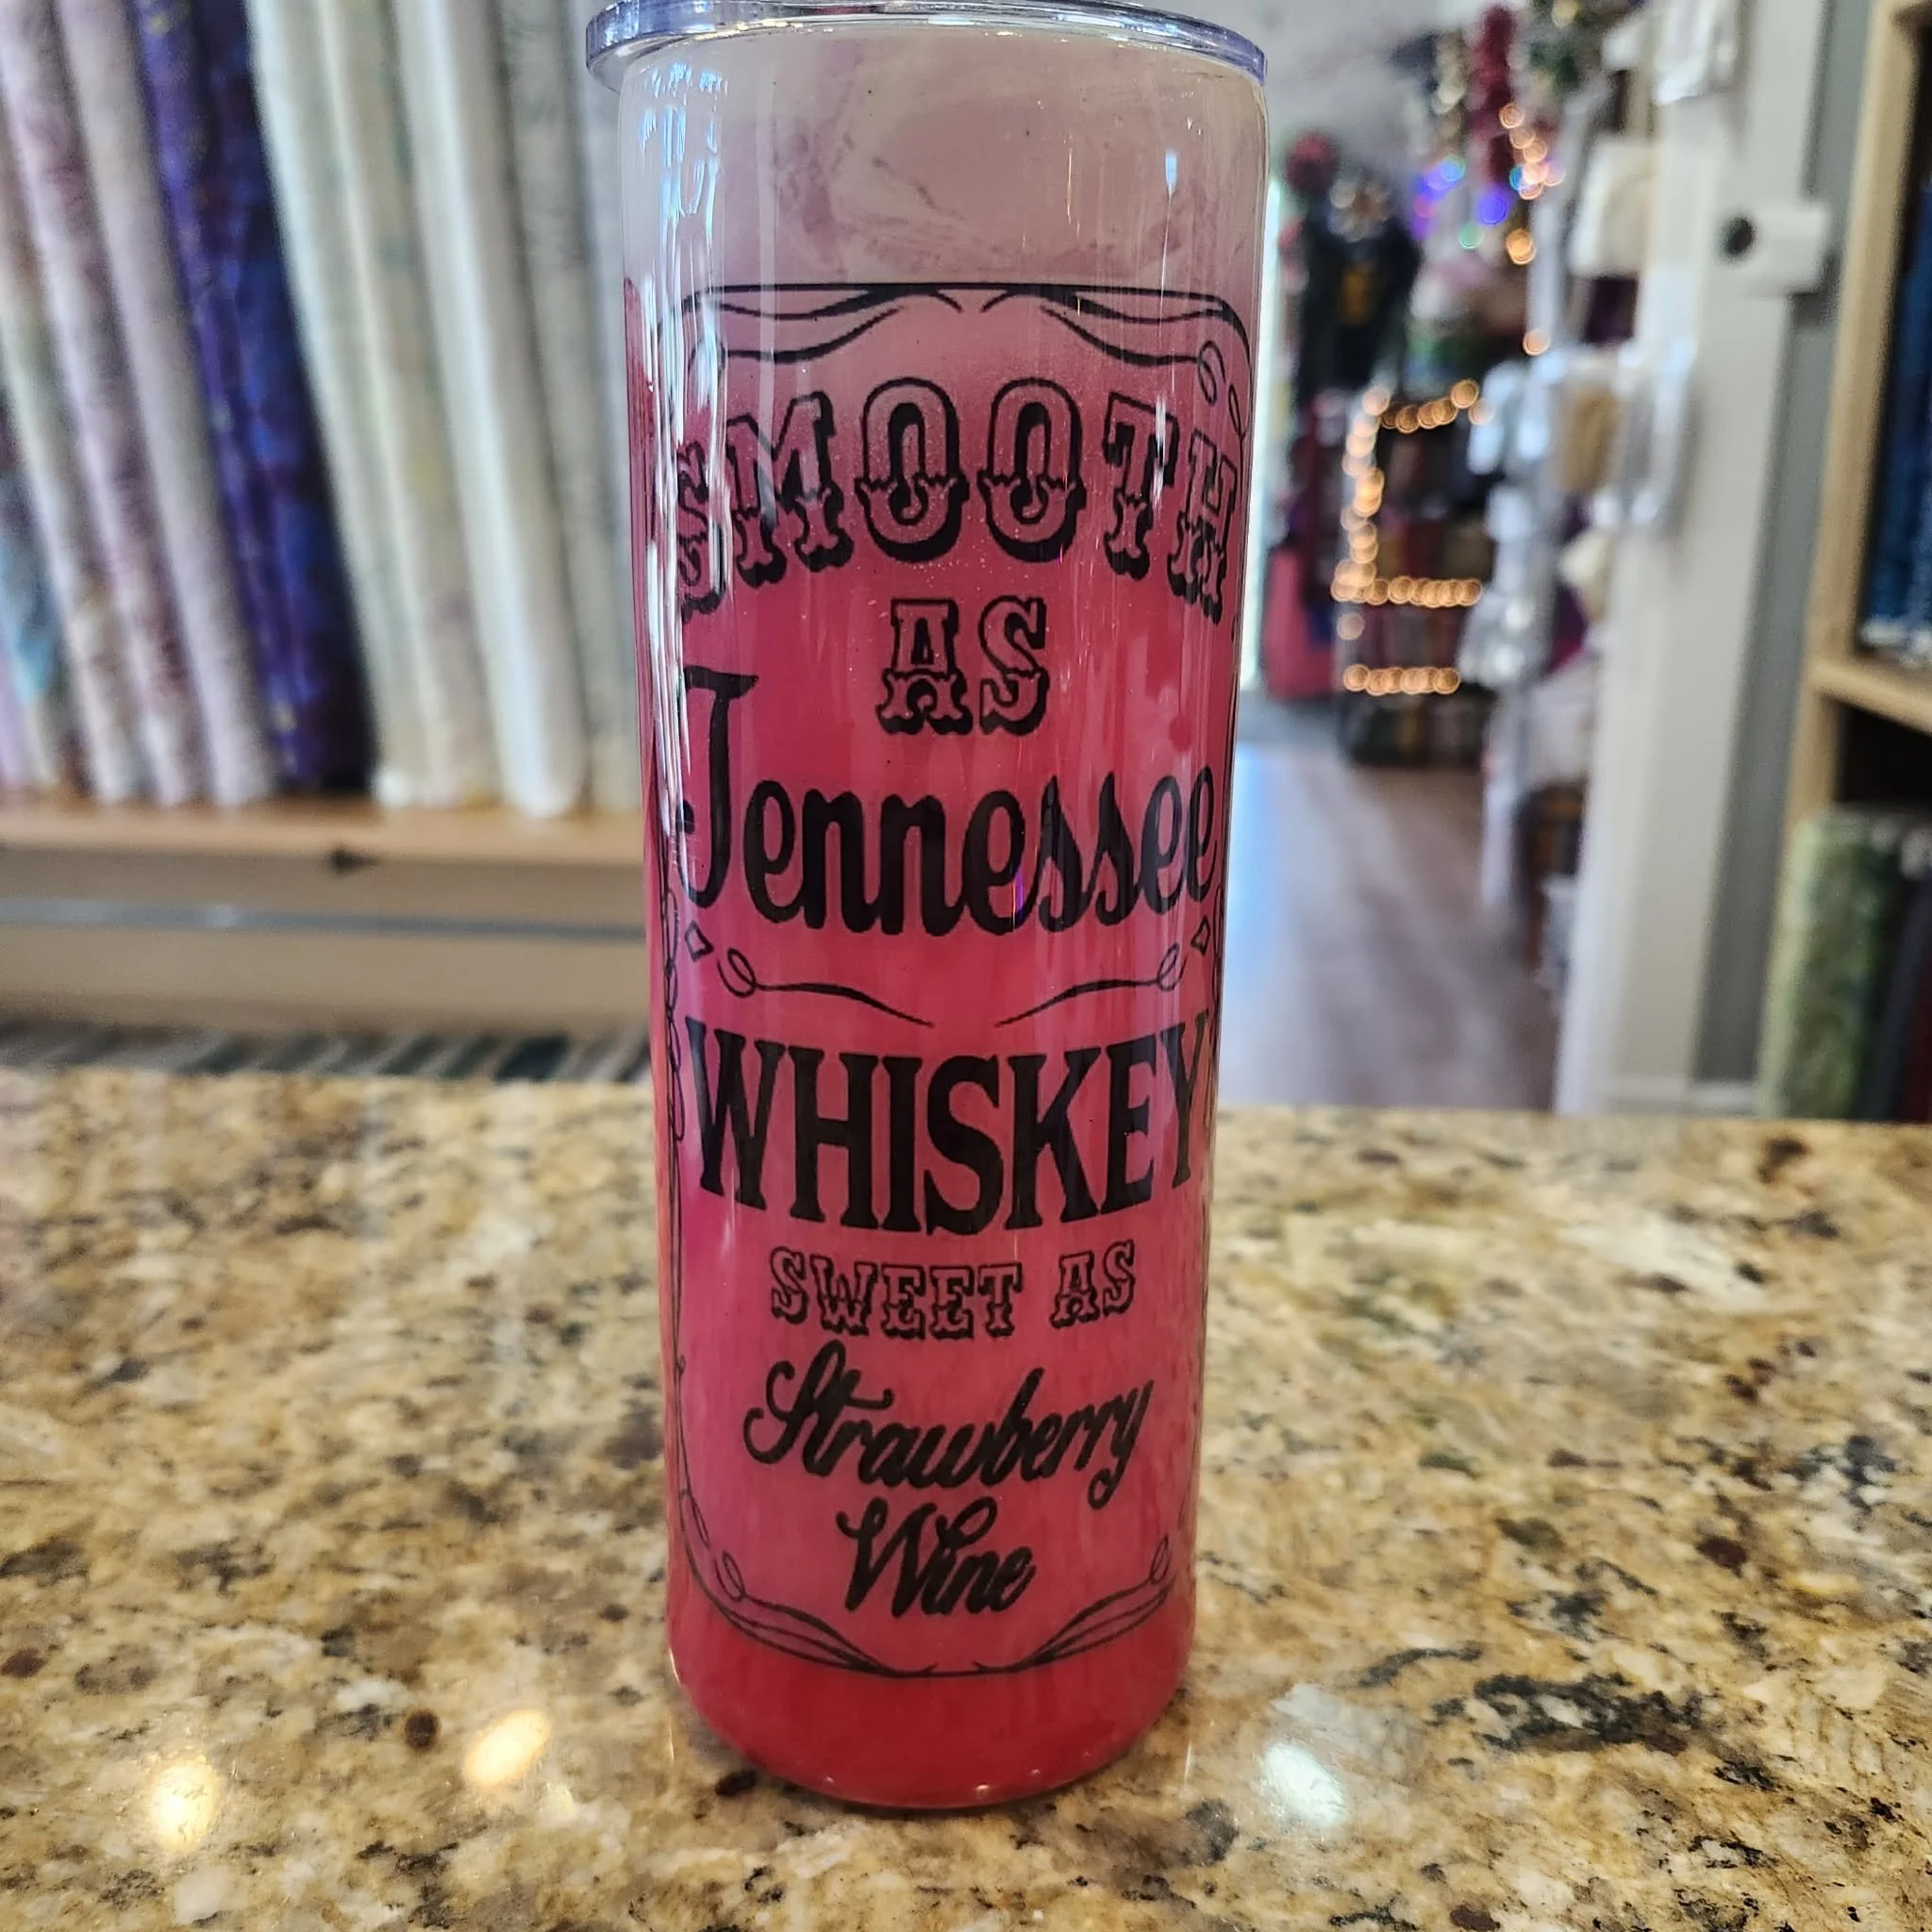 SMOOTH
AS
Tennessee
WHISKEY
SWEET AS
Strawberry
Wine